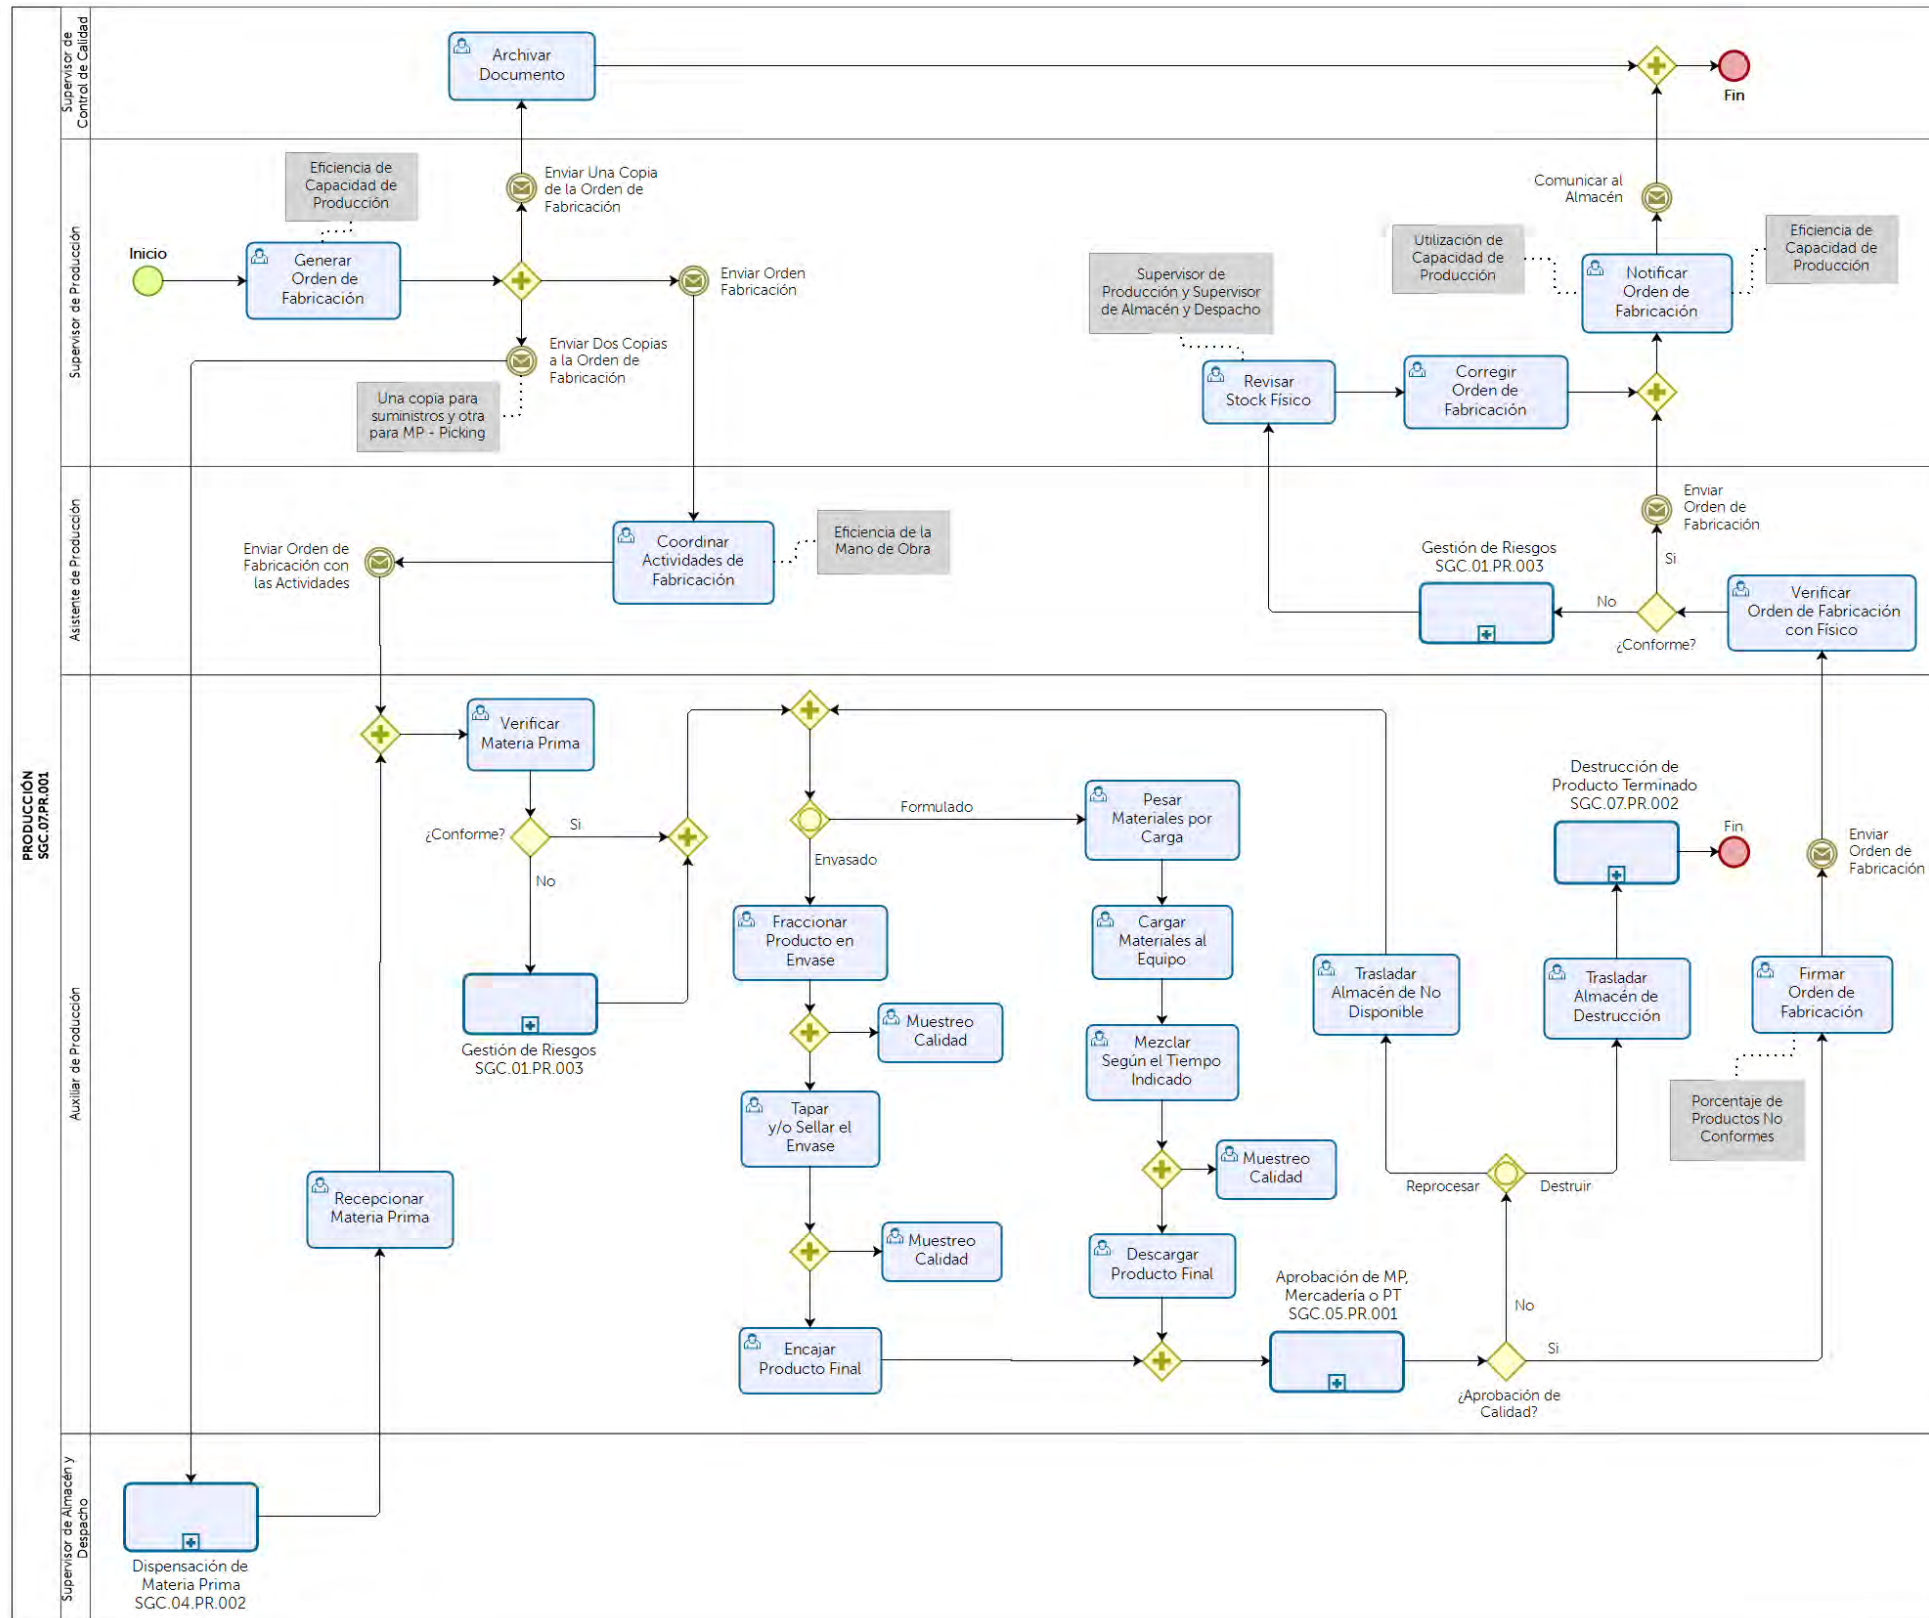 PRODUCCIÓN
SGC.07.PR.001
Supervisor de
Control de Calidad
Archivar
Documento
Fin
Supervisor de Producción
Inicio
Eficiencia de
Capacidad de
Producción
Generar
Orden de
Fabricación
Enviar Una Copia
de la Orden de
Fabricación
Enviar Orden
Fabricación
Enviar Dos Copias
a la Orden de
Fabricación
Una copia para
suministros y otra
para MP - Picking
Supervisor de
Producción y Supervisor
de Almacén y Despacho
Revisar
Stock Físico
Corregir
Orden de
Fabricación
Comunicar al
Almacén
Utilización de
Capacidad de
Producción
Notificar
Orden de
Fabricación
Eficiencia de
Capacidad de
Producción
Asistente de Producción
Enviar Orden de
Fabricación con
las Actividades
Coordinar
Actividades de
Fabricación
Eficiencia de la
Mano de Obra
Gestión de Riesgos
SGC.01.PR.003
Enviar
Orden de
Fabricación
Si
No
¿Conforme?
Verificar
Orden de Fabricación
con Físico
Auxiliar de Producción
Verificar
Materia Prima
¿Conforme?
Si
No
Gestión de Riesgos
SGC.01.PR.003
Recepcionar
Materia Prima
Formulado
Envasado
Fraccionar
Producto en
Envase
Muestreo
Calidad
Tapar
y/o Sellar el
Envase
Muestreo
Calidad
Encajar
Producto Final
Pesar
Materiales por
Carga
Cargar
Materiales al
Equipo
Mezclar
Según el Tiempo
Indicado
Muestreo
Calidad
Descargar
Producto Final
Aprobación de MP,
Mercadería o PT
SGC.05.PR.001
¿Aprobación de
Calidad?
No
Si
Reprocesar
Destruir
Trasladar
Almacén de No
Disponible
Trasladar
Almacén de
Destrucción
Destrucción de
Producto Terminado
SGC.07.PR.002
Fin
Firmar
Orden de
Fabricación
Porcentaje de
Productos No
Conformes
Enviar
Orden de
Fabricación
Supervisor de Almacén y
Despacho
Dispensación de
Materia Prima
SGC.04.PR.002